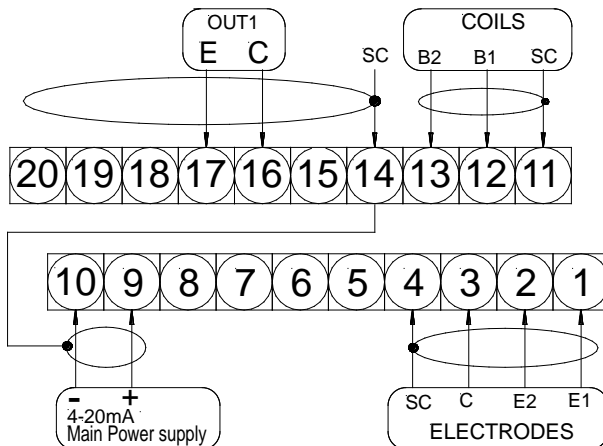 OUT1
COILS
E C
SC
B2 B1 SC
20 19 18 17 16 15 14 13 12 11
10 9 8 7 6 5 4 3 2 1
- +
4-20mA
Main Power supply
SC C E2 E1
ELECTRODES